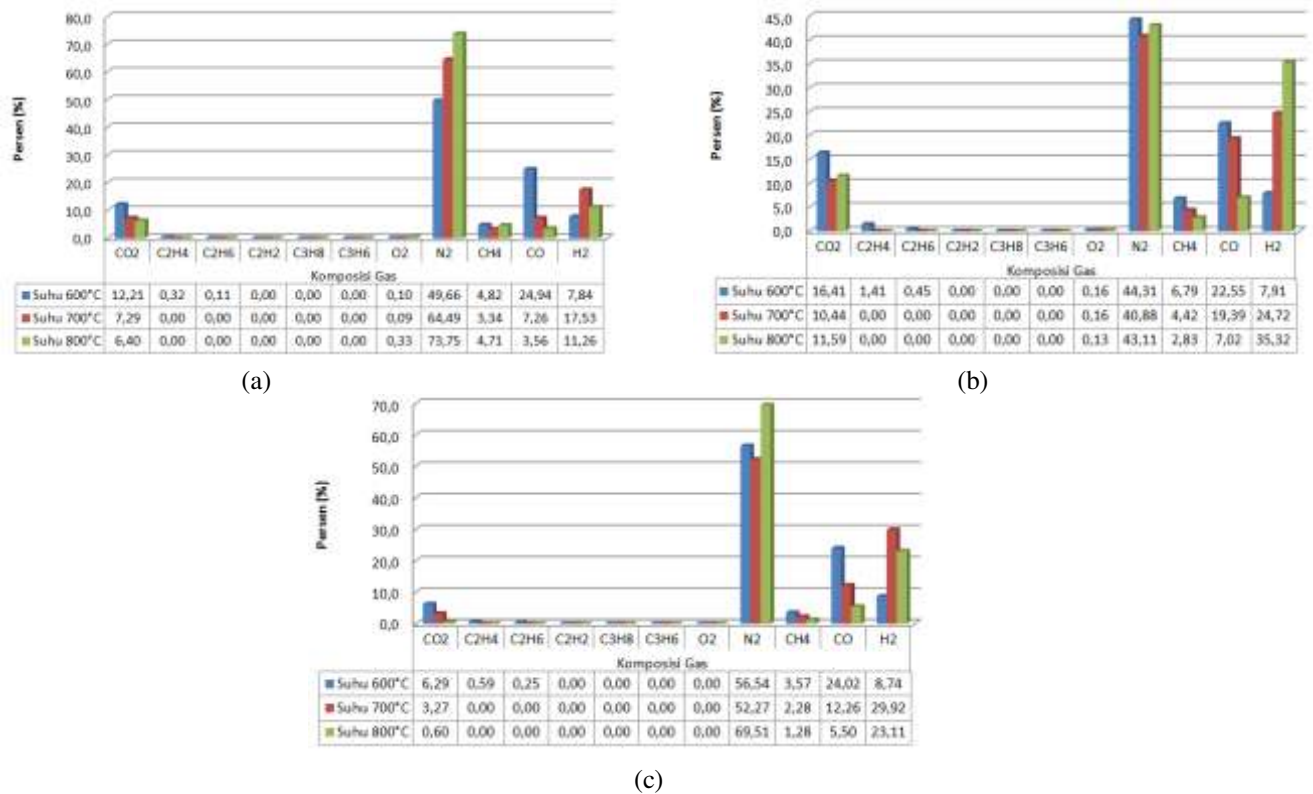 80,0
70,0
60,0
50,0
40,0
30,0
20,0
10,0
0,0
Persen (%)
CO2 C2H4 C2H6 C2H2 C3H8 C3H6 O2 N2 CH4 CO H2
Komposisi Gas
Suhu 600°C 12,21 0,32 0,11 0,00 0,00 0,00 0,10 49,66 4,82 24,94 7,84
Suhu 700°C 7,29 0,00 0,00 0,00 0,00 0,00 0,09 64,49 3,34 7,26 17,53
Suhu 800°C 6,40 0,00 0,00 0,00 0,00 0,00 0,33 73,75 4,71 3,56 11,26
(a)
45,0
40,0
35,0
30,0
25,0
20,0
15,0
10,0
5,0
0,0
Persen (%)
CO2 C2H4 C2H6 C2H2 C3H8 C3H6 O2 N2 CH4 CO H2
Komposisi Gas
Suhu 600°C 16,41 1,41 0,45 0,00 0,00 0,00 0,16 44,31 6,79 22,55 7,91
Suhu 700°C 10,44 0,00 0,00 0,00 0,00 0,00 0,16 40,88 4,42 19,39 24,72
Suhu 800°C 11,59 0,00 0,00 0,00 0,00 0,00 0,13 43,11 2,83 7,02 35,32
(b)
70,0
60,0
50,0
40,0
30,0
20,0
10,0
0,0
Persen (%)
CO2 C2H4 C2H6 C2H2 C3H8 C3H6 O2 N2 CH4 CO H2
Komposisi Gas
Suhu 600°C 6,29 0,59 0,25 0,00 0,00 0,00 0,00 56,54 3,57 24,02 8,74
Suhu 700°C 3,27 0,00 0,00 0,00 0,00 0,00 0,00 52,27 2,28 12,26 29,92
Suhu 800°C 0,60 0,00 0,00 0,00 0,00 0,00 0,00 69,51 1,28 5,50 23,11
(c)